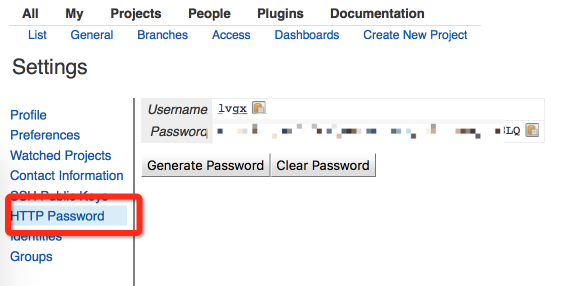 All My Projects People Plugins Documentation
List General Branches Access Dashboards Create New Project
Settings
Profile
Preferences
Watched Projects
Contact Information
SSH Public Keys
HTTP Password
Identities
Groups
Username lvgx
Password LQ
Generate Password Clear Password